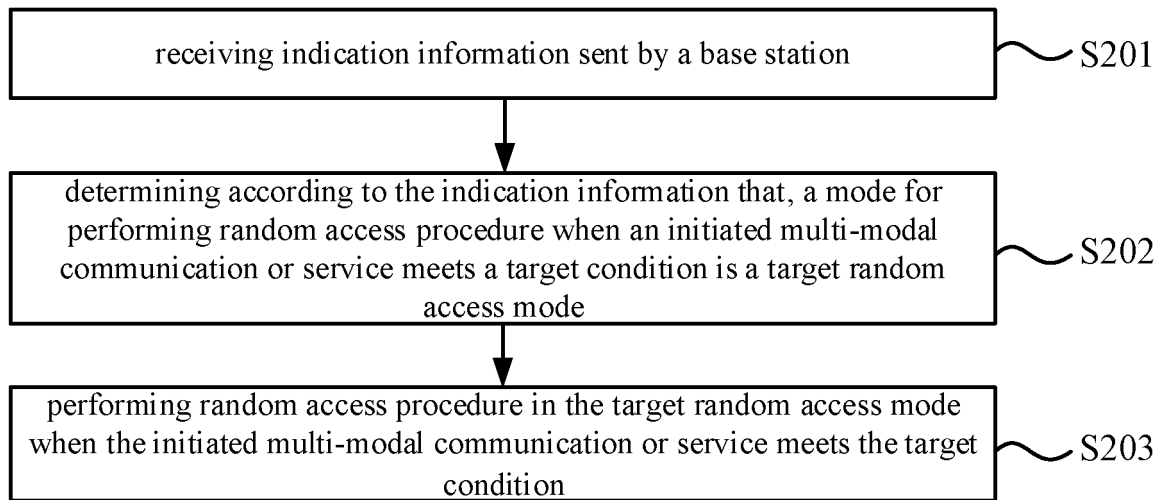 receiving indication information sent by a base station
S201
determining according to the indication information that, a mode for
performing random access procedure when an initiated multi-modal
communication or service meets a target condition is a target random
access mode
S202
performing random access procedure in the target random access mode
when the initiated multi-modal communication or service meets the target
condition
S203